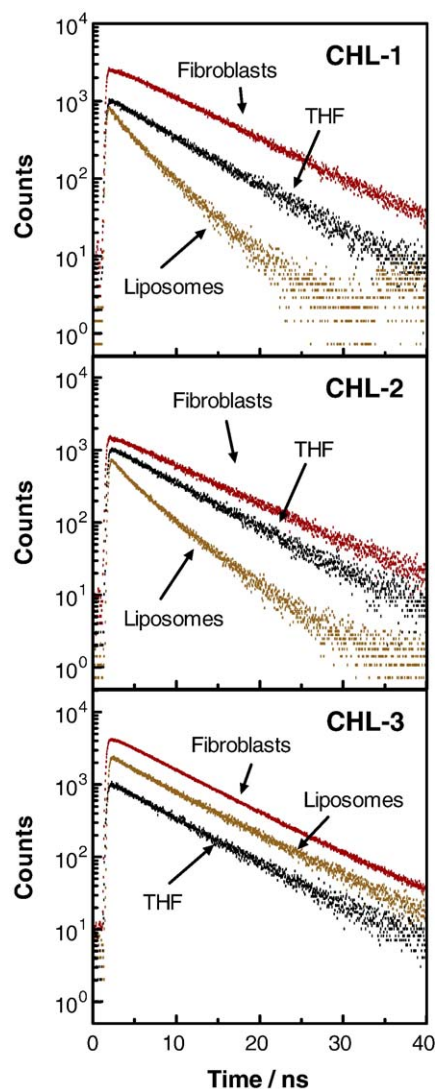 CHL-1
Fibroblasts
THF
Liposomes
Counts
10^4
10^3
10^2
10^1
10^0
CHL-2
Fibroblasts
THF
Liposomes
Counts
10^4
10^3
10^2
10^1
10^0
CHL-3
Fibroblasts
Liposomes
THF
Counts
10^4
10^3
10^2
10^1
10^0
0 10 20 30 40
Time / ns